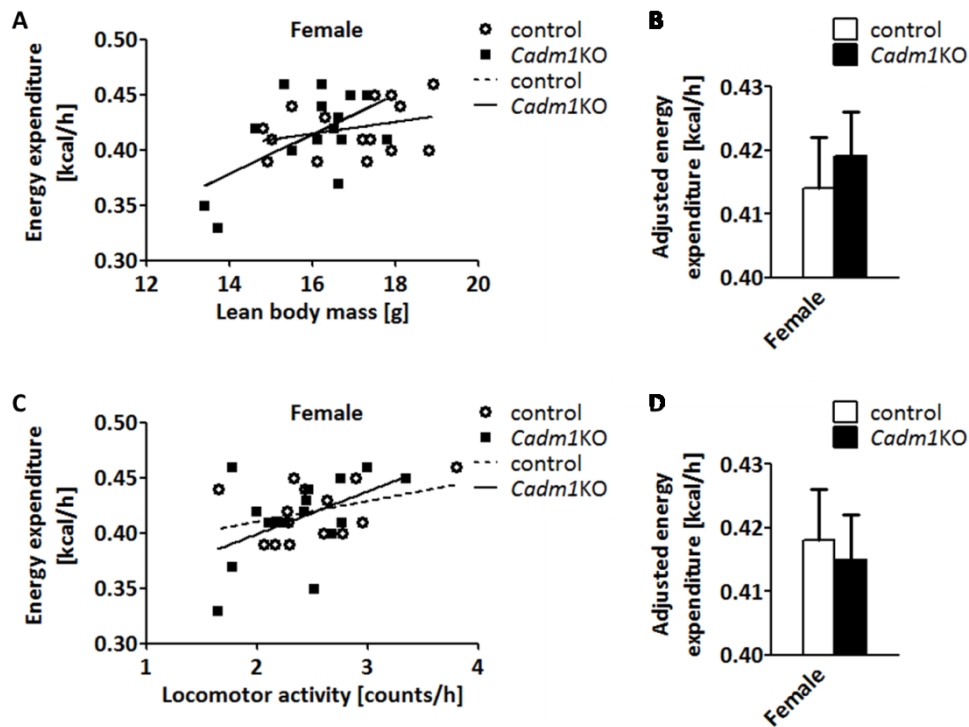 A
Female
0.50
0.45
0.40
0.35
0.30
Energy expenditure
[kcal/h]
12
14
16
18
20
Lean body mass [g]
control
Cadm1KO
control
Cadm1KO
B
control
Cadm1KO
0.43
0.42
0.41
0.40
Adjusted energy
expenditure [kcal/h]
Female
C
Female
0.50
0.45
0.40
0.35
0.30
Energy expenditure
[kcal/h]
1
2
3
4
Locomotor activity [counts/h]
control
Cadm1KO
control
Cadm1KO
D
control
Cadm1KO
0.43
0.42
0.41
0.40
Adjusted energy
expenditure [kcal/h]
Female